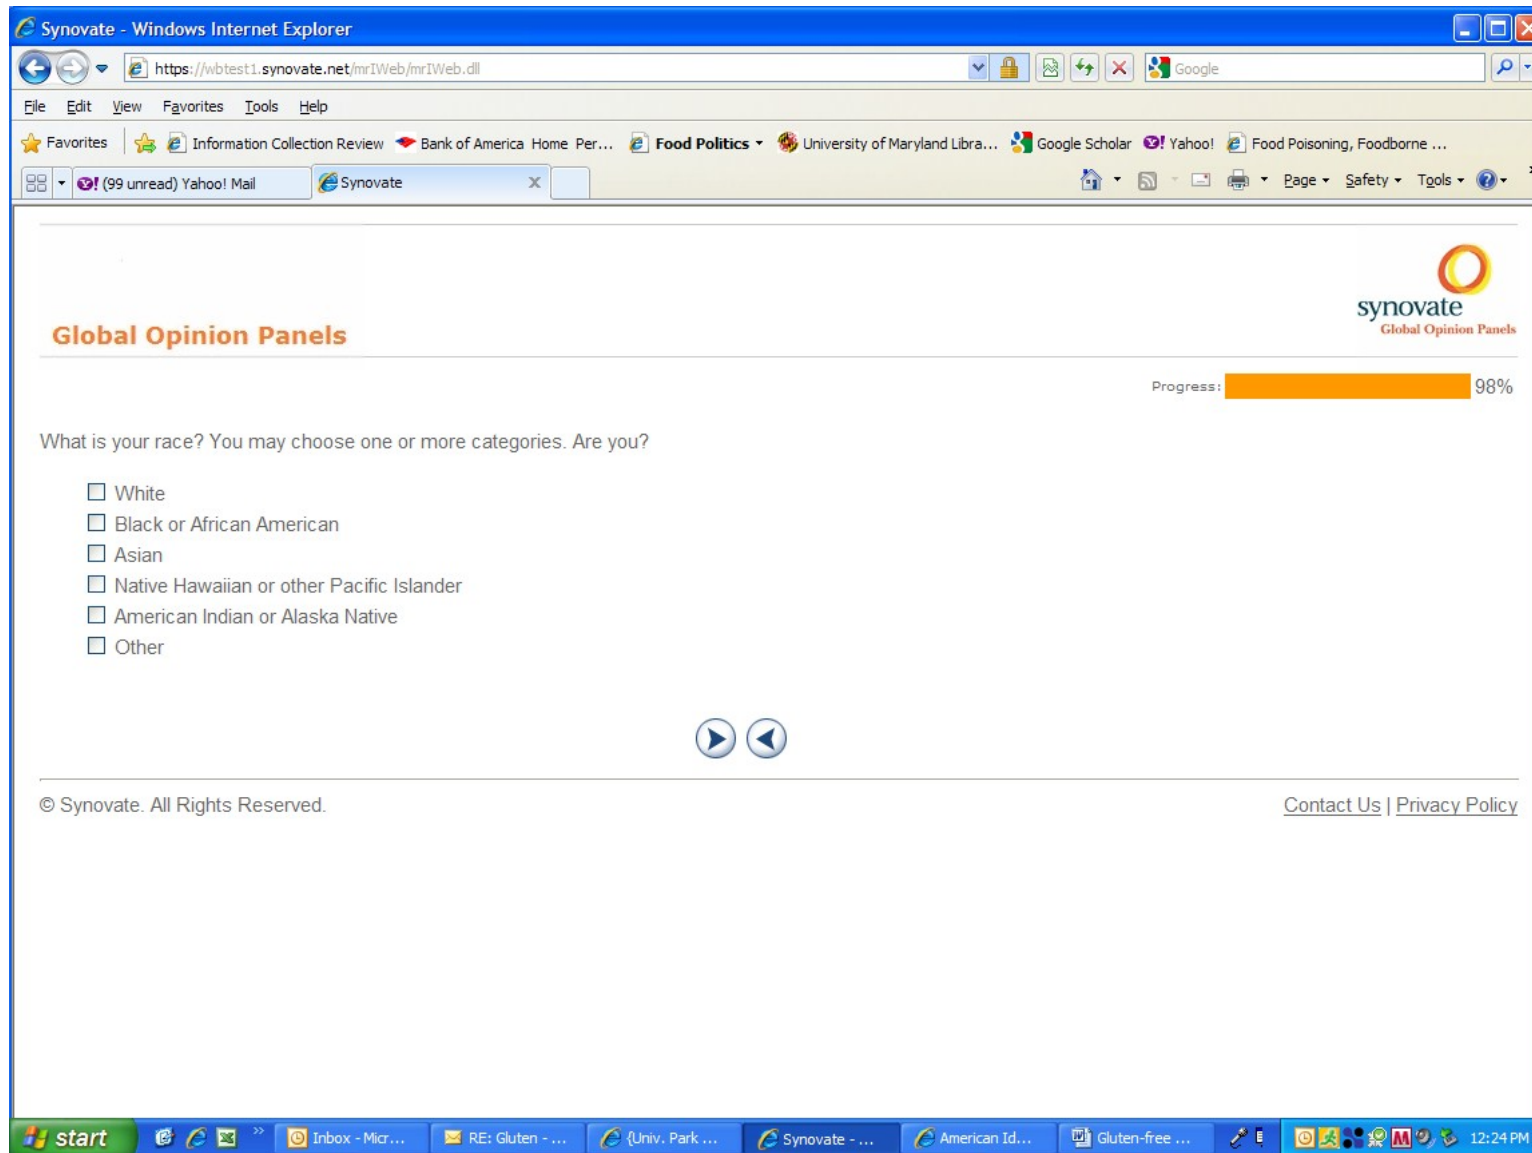 Synovate - Windows Internet Explorer
https://wbtest1.synovate.net/mrIWeb/mrIWeb.dll
Google
File Edit View Favorites Tools Help
Favorites Information Collection Review Bank of America Home Per... Food Politics University of Maryland Libra... Google Scholar Yahoo! Food Poisoning, Foodborne ...
(99 unread) Yahoo! Mail Synovate Page Safety Tools
Global Opinion Panels
synovate
Global Opinion Panels
Progress: 98%
What is your race? You may choose one or more categories. Are you?
White
Black or African American
Asian
Native Hawaiian or other Pacific Islander
American Indian or Alaska Native
Other
© Synovate. All Rights Reserved.
Contact Us | Privacy Policy
start Inbox - Micr... RE: Gluten - ... {Univ. Park ... Synovate - ... American Id... Gluten-free ... 12:24 PM